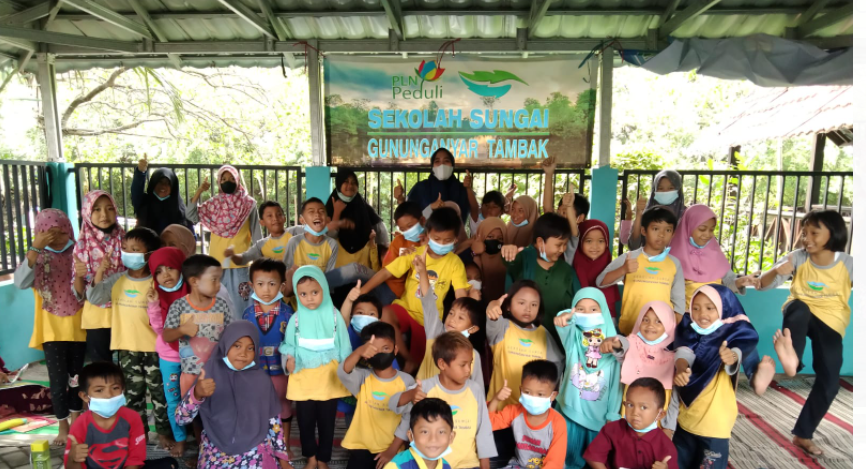 PLN
Peduli
SEKOLAH SUNGAI
GUNUNGANYAR TAMBAK